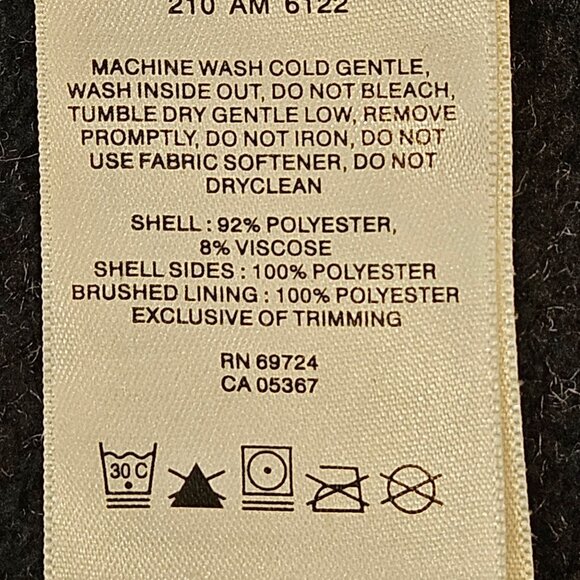 210 AM 6122
MACHINE WASH COLD GENTLE,
WASH INSIDE OUT, DO NOT BLEACH,
TUMBLE DRY GENTLE LOW, REMOVE
PROMPTLY, DO NOT IRON, DO NOT
USE FABRIC SOFTENER, DO NOT
DRYCLEAN
SHELL : 92% POLYESTER,
8% VISCOSE
SHELL SIDES : 100% POLYESTER
BRUSHED LINING : 100% POLYESTER
EXCLUSIVE OF TRIMMING
RN 69724
CA 05367
30 C